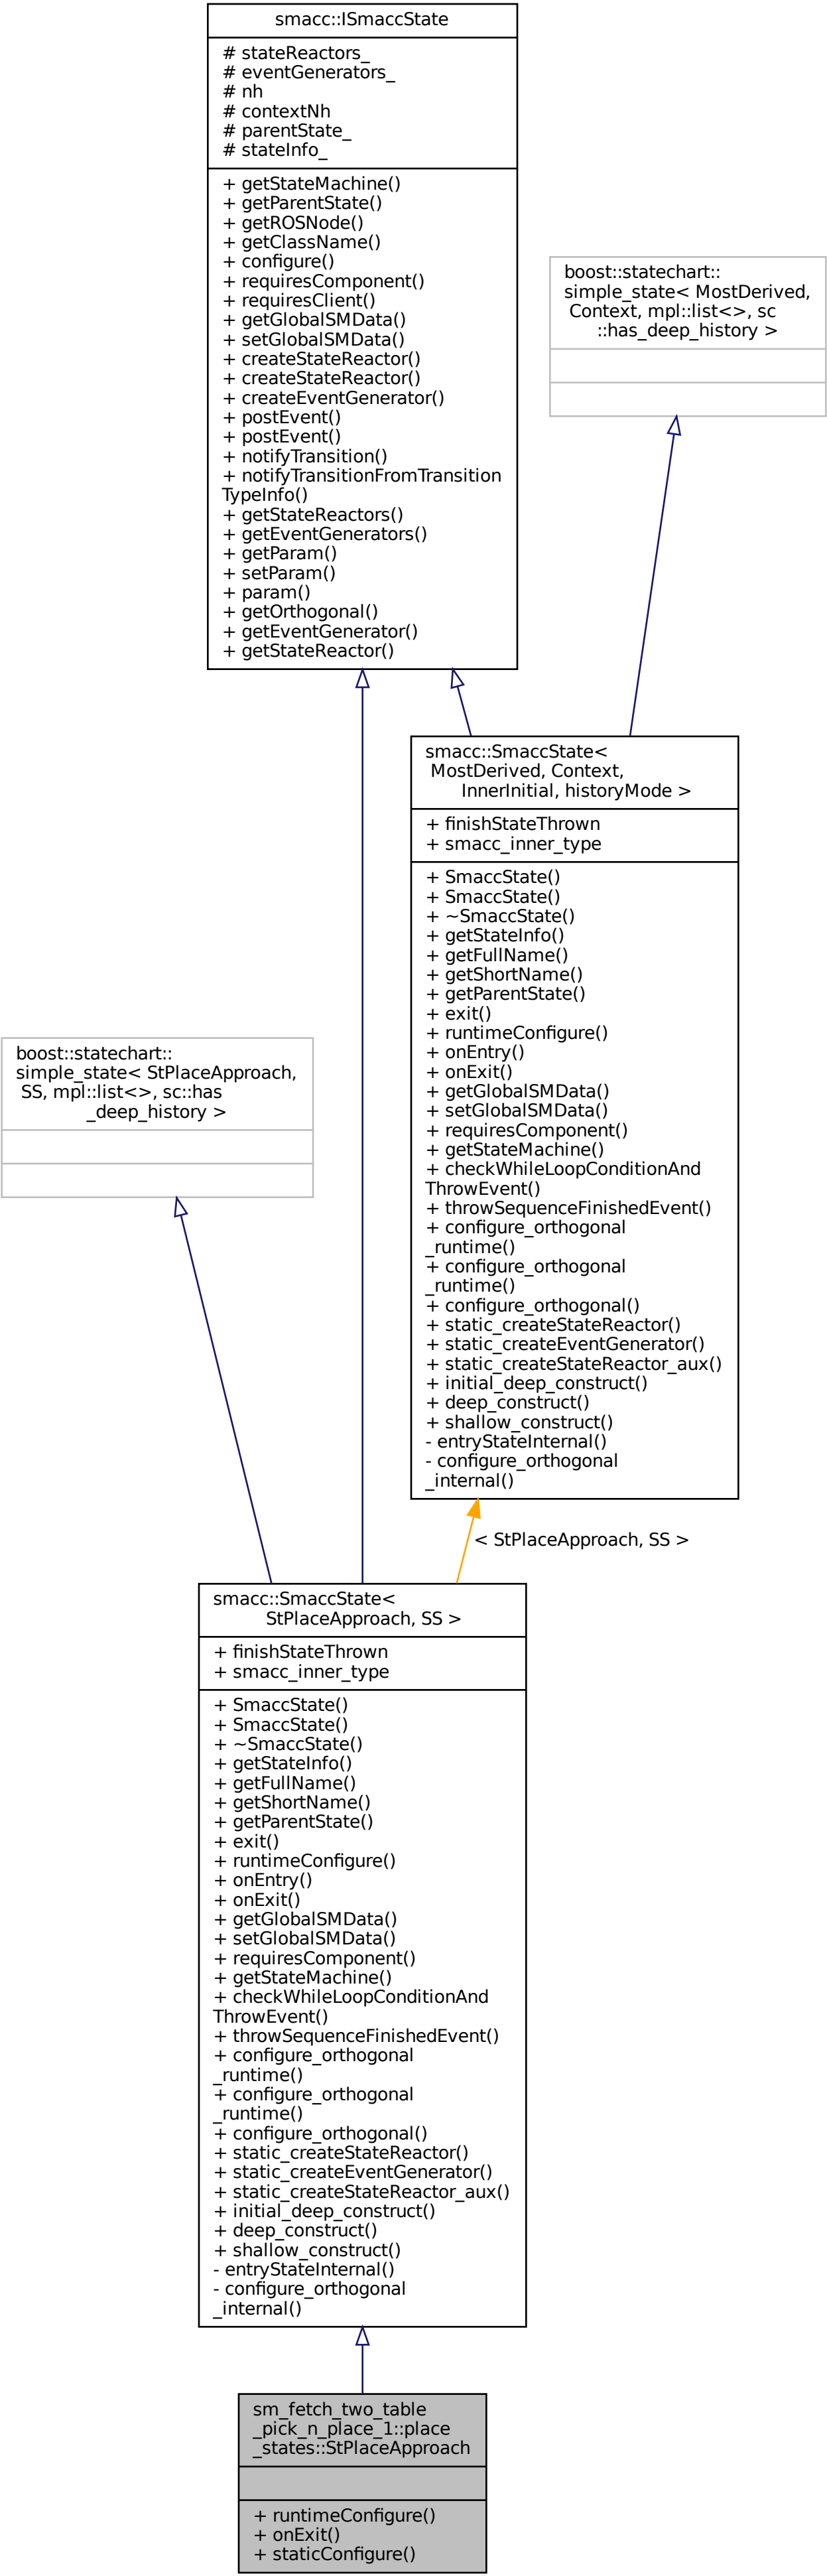 smacc::ISmaccState
# stateReactors_
# eventGenerators_
# nh
# contextNh
# parentState_
# stateInfo_
+ getStateMachine()
+ getParentState()
+ getROSNode()
+ getClassName()
+ configure()
+ requiresComponent()
+ requiresClient()
+ getGlobalSMData()
+ setGlobalSMData()
+ createStateReactor()
+ createStateReactor()
+ createEventGenerator()
+ postEvent()
+ postEvent()
+ notifyTransition()
+ notifyTransitionFromTransition
TypeInfo()
+ getStateReactors()
+ getEventGenerators()
+ getParam()
+ setParam()
+ param()
+ getOrthogonal()
+ getEventGenerator()
+ getStateReactor()
boost::statechart::
simple_state< MostDerived,
Context, mpl::list<>, sc
::has_deep_history >
smacc::SmaccState<
MostDerived, Context,
InnerInitial, historyMode >
+ finishStateThrown
+ smacc_inner_type
+ SmaccState()
+ SmaccState()
+ ~SmaccState()
+ getStateInfo()
+ getFullName()
+ getShortName()
+ getParentState()
+ exit()
+ runtimeConfigure()
+ onEntry()
+ onExit()
+ getGlobalSMData()
+ setGlobalSMData()
+ requiresComponent()
+ getStateMachine()
+ checkWhileLoopConditionAnd
ThrowEvent()
+ throwSequenceFinishedEvent()
+ configure_orthogonal
_runtime()
+ configure_orthogonal
_runtime()
+ configure_orthogonal()
+ static_createStateReactor()
+ static_createEventGenerator()
+ static_createStateReactor_aux()
+ initial_deep_construct()
+ deep_construct()
+ shallow_construct()
- entryStateInternal()
- configure_orthogonal
_internal()
boost::statechart::
simple_state< StPlaceApproach,
SS, mpl::list<>, sc::has
_deep_history >
< StPlaceApproach, SS >
smacc::SmaccState<
StPlaceApproach, SS >
+ finishStateThrown
+ smacc_inner_type
+ SmaccState()
+ SmaccState()
+ ~SmaccState()
+ getStateInfo()
+ getFullName()
+ getShortName()
+ getParentState()
+ exit()
+ runtimeConfigure()
+ onEntry()
+ onExit()
+ getGlobalSMData()
+ setGlobalSMData()
+ requiresComponent()
+ getStateMachine()
+ checkWhileLoopConditionAnd
ThrowEvent()
+ throwSequenceFinishedEvent()
+ configure_orthogonal
_runtime()
+ configure_orthogonal
_runtime()
+ configure_orthogonal()
+ static_createStateReactor()
+ static_createEventGenerator()
+ static_createStateReactor_aux()
+ initial_deep_construct()
+ deep_construct()
+ shallow_construct()
- entryStateInternal()
- configure_orthogonal
_internal()
sm_fetch_two_table
_pick_n_place_1::place
_states::StPlaceApproach
+ runtimeConfigure()
+ onExit()
+ staticConfigure()